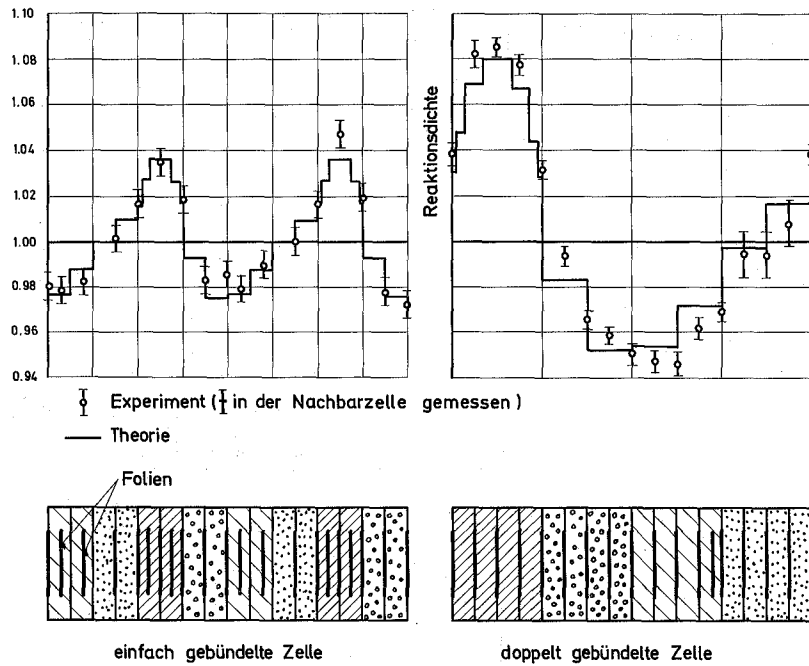 1.10
1.08
1.06
1.04
1.02
1.00
0.98
0.96
0.94
Reaktionsdichte
Experiment ( in der Nachbarzelle gemessen )
Theorie
Folien
einfach gebündelte Zelle
doppelt gebündelte Zelle